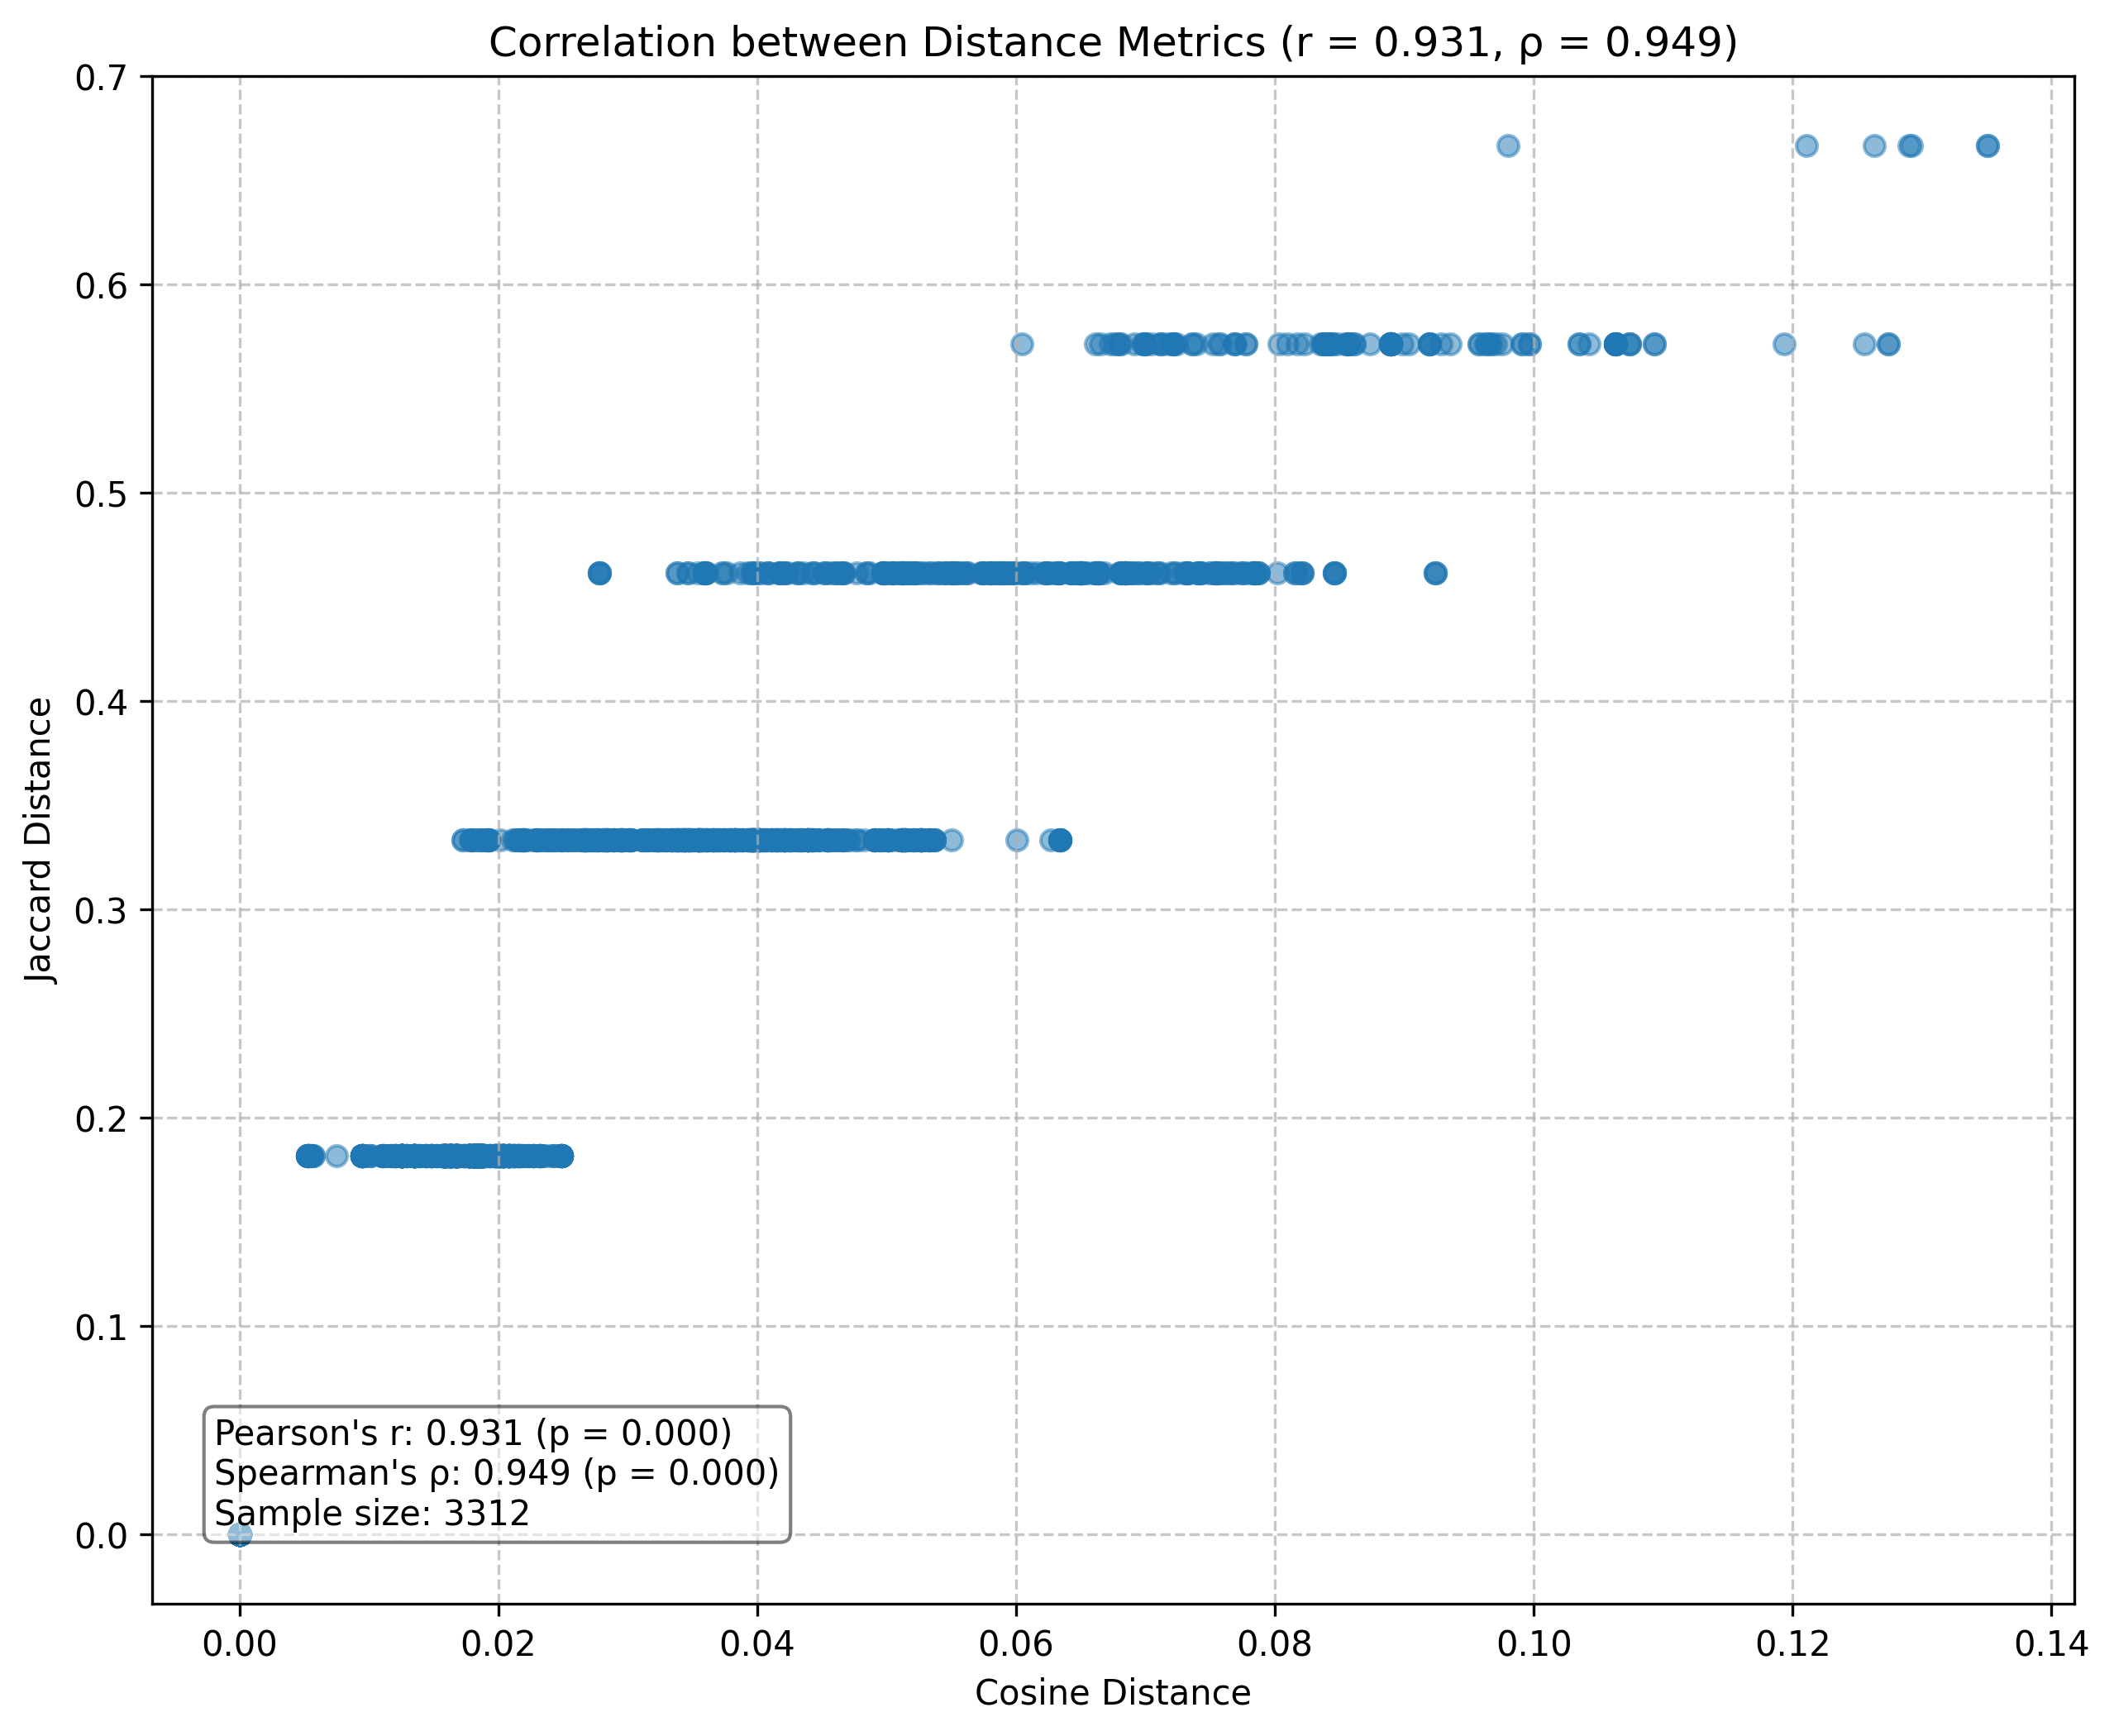 Correlation between Distance Metrics (r = 0.931, ρ = 0.949)
0.7
0.6
0.5
0.4
0.3
0.2
0.1
0.0
Jaccard Distance
Pearson's r: 0.931 (p = 0.000)
Spearman's ρ: 0.949 (p = 0.000)
Sample size: 3312
0.00 0.02 0.04 0.06 0.08 0.10 0.12 0.14
Cosine Distance